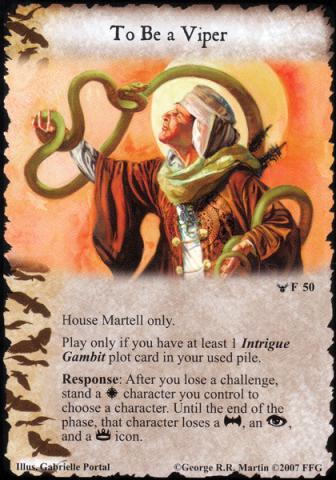 To Be a Viper
F 50
House Martell only.
Play only if you have at least 1 Intrigue
Gambit plot card in your used pile.
Response: After you lose a challenge,
stand a character you control to
choose a character. Until the end of the
phase, that character loses a , an ,
and a icon.
Illus. Gabrielle Portal ©George R.R. Martin ©2007 FFG